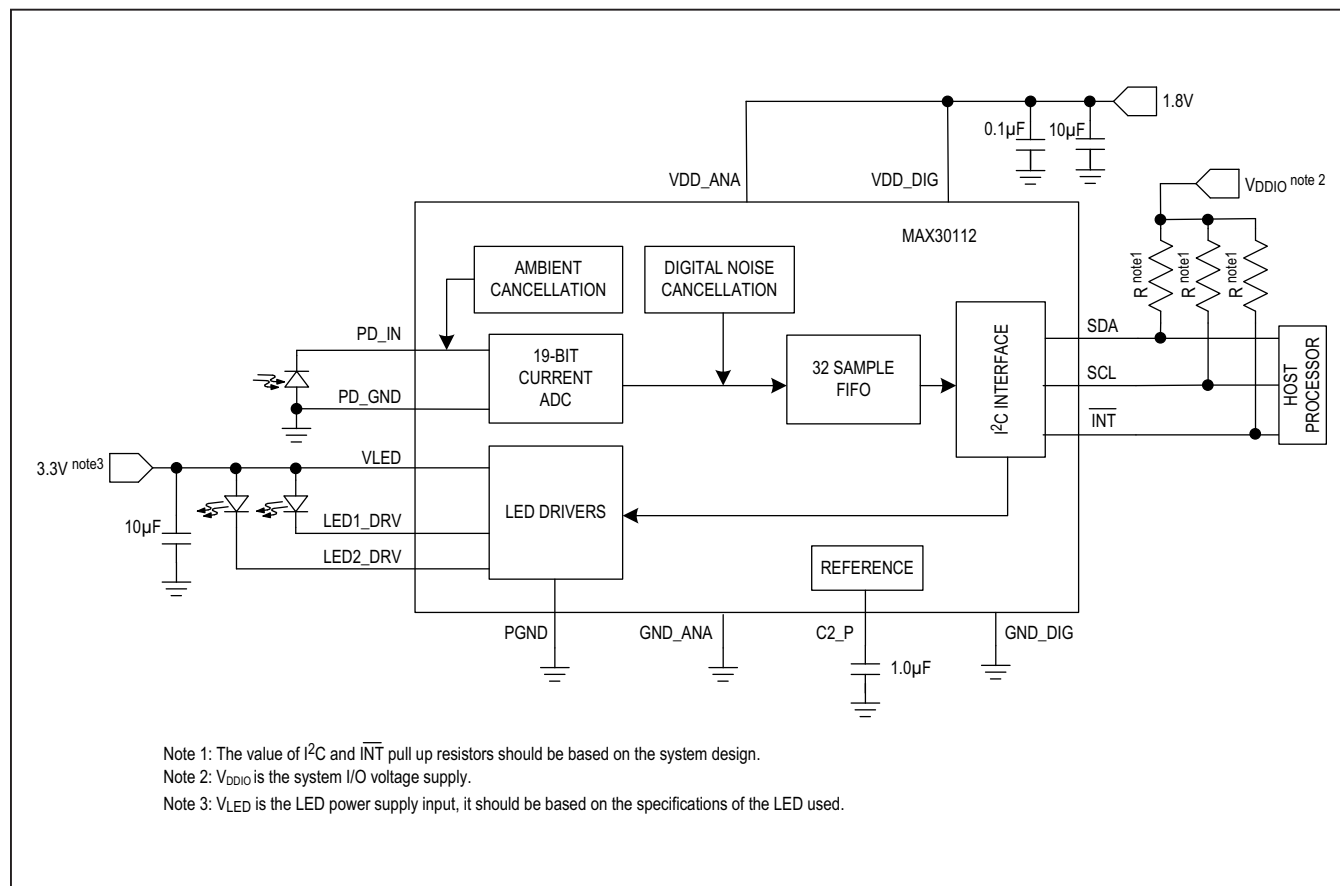 1.8V
0.1µF
10µF
VDD_ANA
VDD_DIG
VDDIO note 2
MAX30112
AMBIENT
CANCELLATION
DIGITAL NOISE
CANCELLATION
R note1
R note1
R note1
PD_IN
19-BIT
CURRENT
ADC
32 SAMPLE
FIFO
I2C INTERFACE
SDA
SCL
INT
HOST
PROCESSOR
PD_GND
3.3V note3
VLED
10µF
LED1_DRV
LED2_DRV
LED DRIVERS
REFERENCE
PGND
GND_ANA
C2_P
GND_DIG
1.0µF
Note 1: The value of I2C and INT pull up resistors should be based on the system design.
Note 2: VDDIO is the system I/O voltage supply.
Note 3: VLED is the LED power supply input, it should be based on the specifications of the LED used.